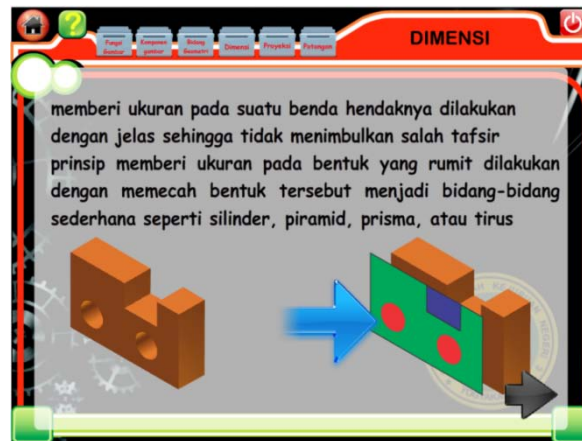 Fungsi Gambar
Komponen gambar
Bidang Geometri
Dimensi
Proyeksi
Potongan
DIMENSI
memberi ukuran pada suatu benda hendaknya dilakukan
dengan jelas sehingga tidak menimbulkan salah tafsir
prinsip memberi ukuran pada bentuk yang rumit dilakukan
dengan memecah bentuk tersebut menjadi bidang-bidang
sederhana seperti silinder, piramid, prisma, atau tirus